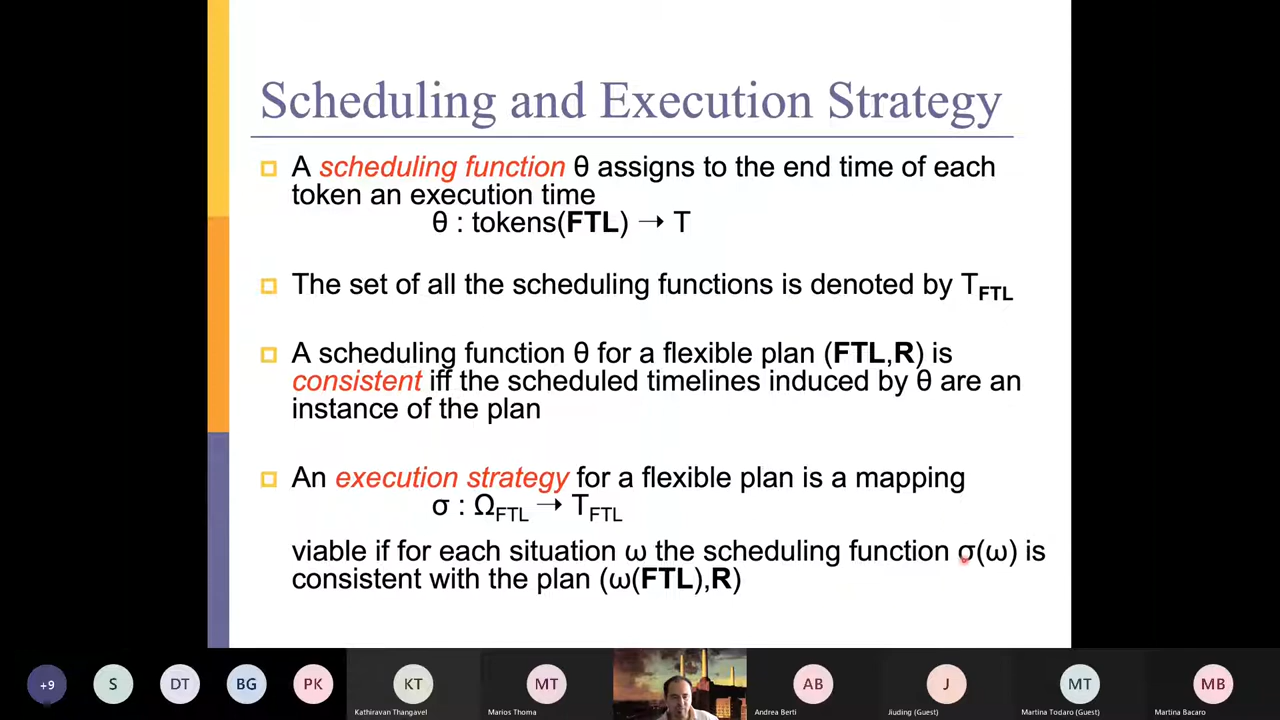 Scheduling and Execution Strategy
A scheduling function θ assigns to the end time of each
token an execution time
θ : tokens(FTL) → T
The set of all the scheduling functions is denoted by T_FTL
A scheduling function θ for a flexible plan (FTL,R) is
consistent iff the scheduled timelines induced by θ are an
instance of the plan
An execution strategy for a flexible plan is a mapping
σ : Ω_FTL → T_FTL
viable if for each situation ω the scheduling function σ(ω) is
consistent with the plan (ω(FTL),R)
+9 S DT BG PK KT MT AB J MT MB
Kathiravan Thangavel Marios Thoma Andrea Berti Jiuding (Guest) Martina Todaro (Guest) Martina Bacaro